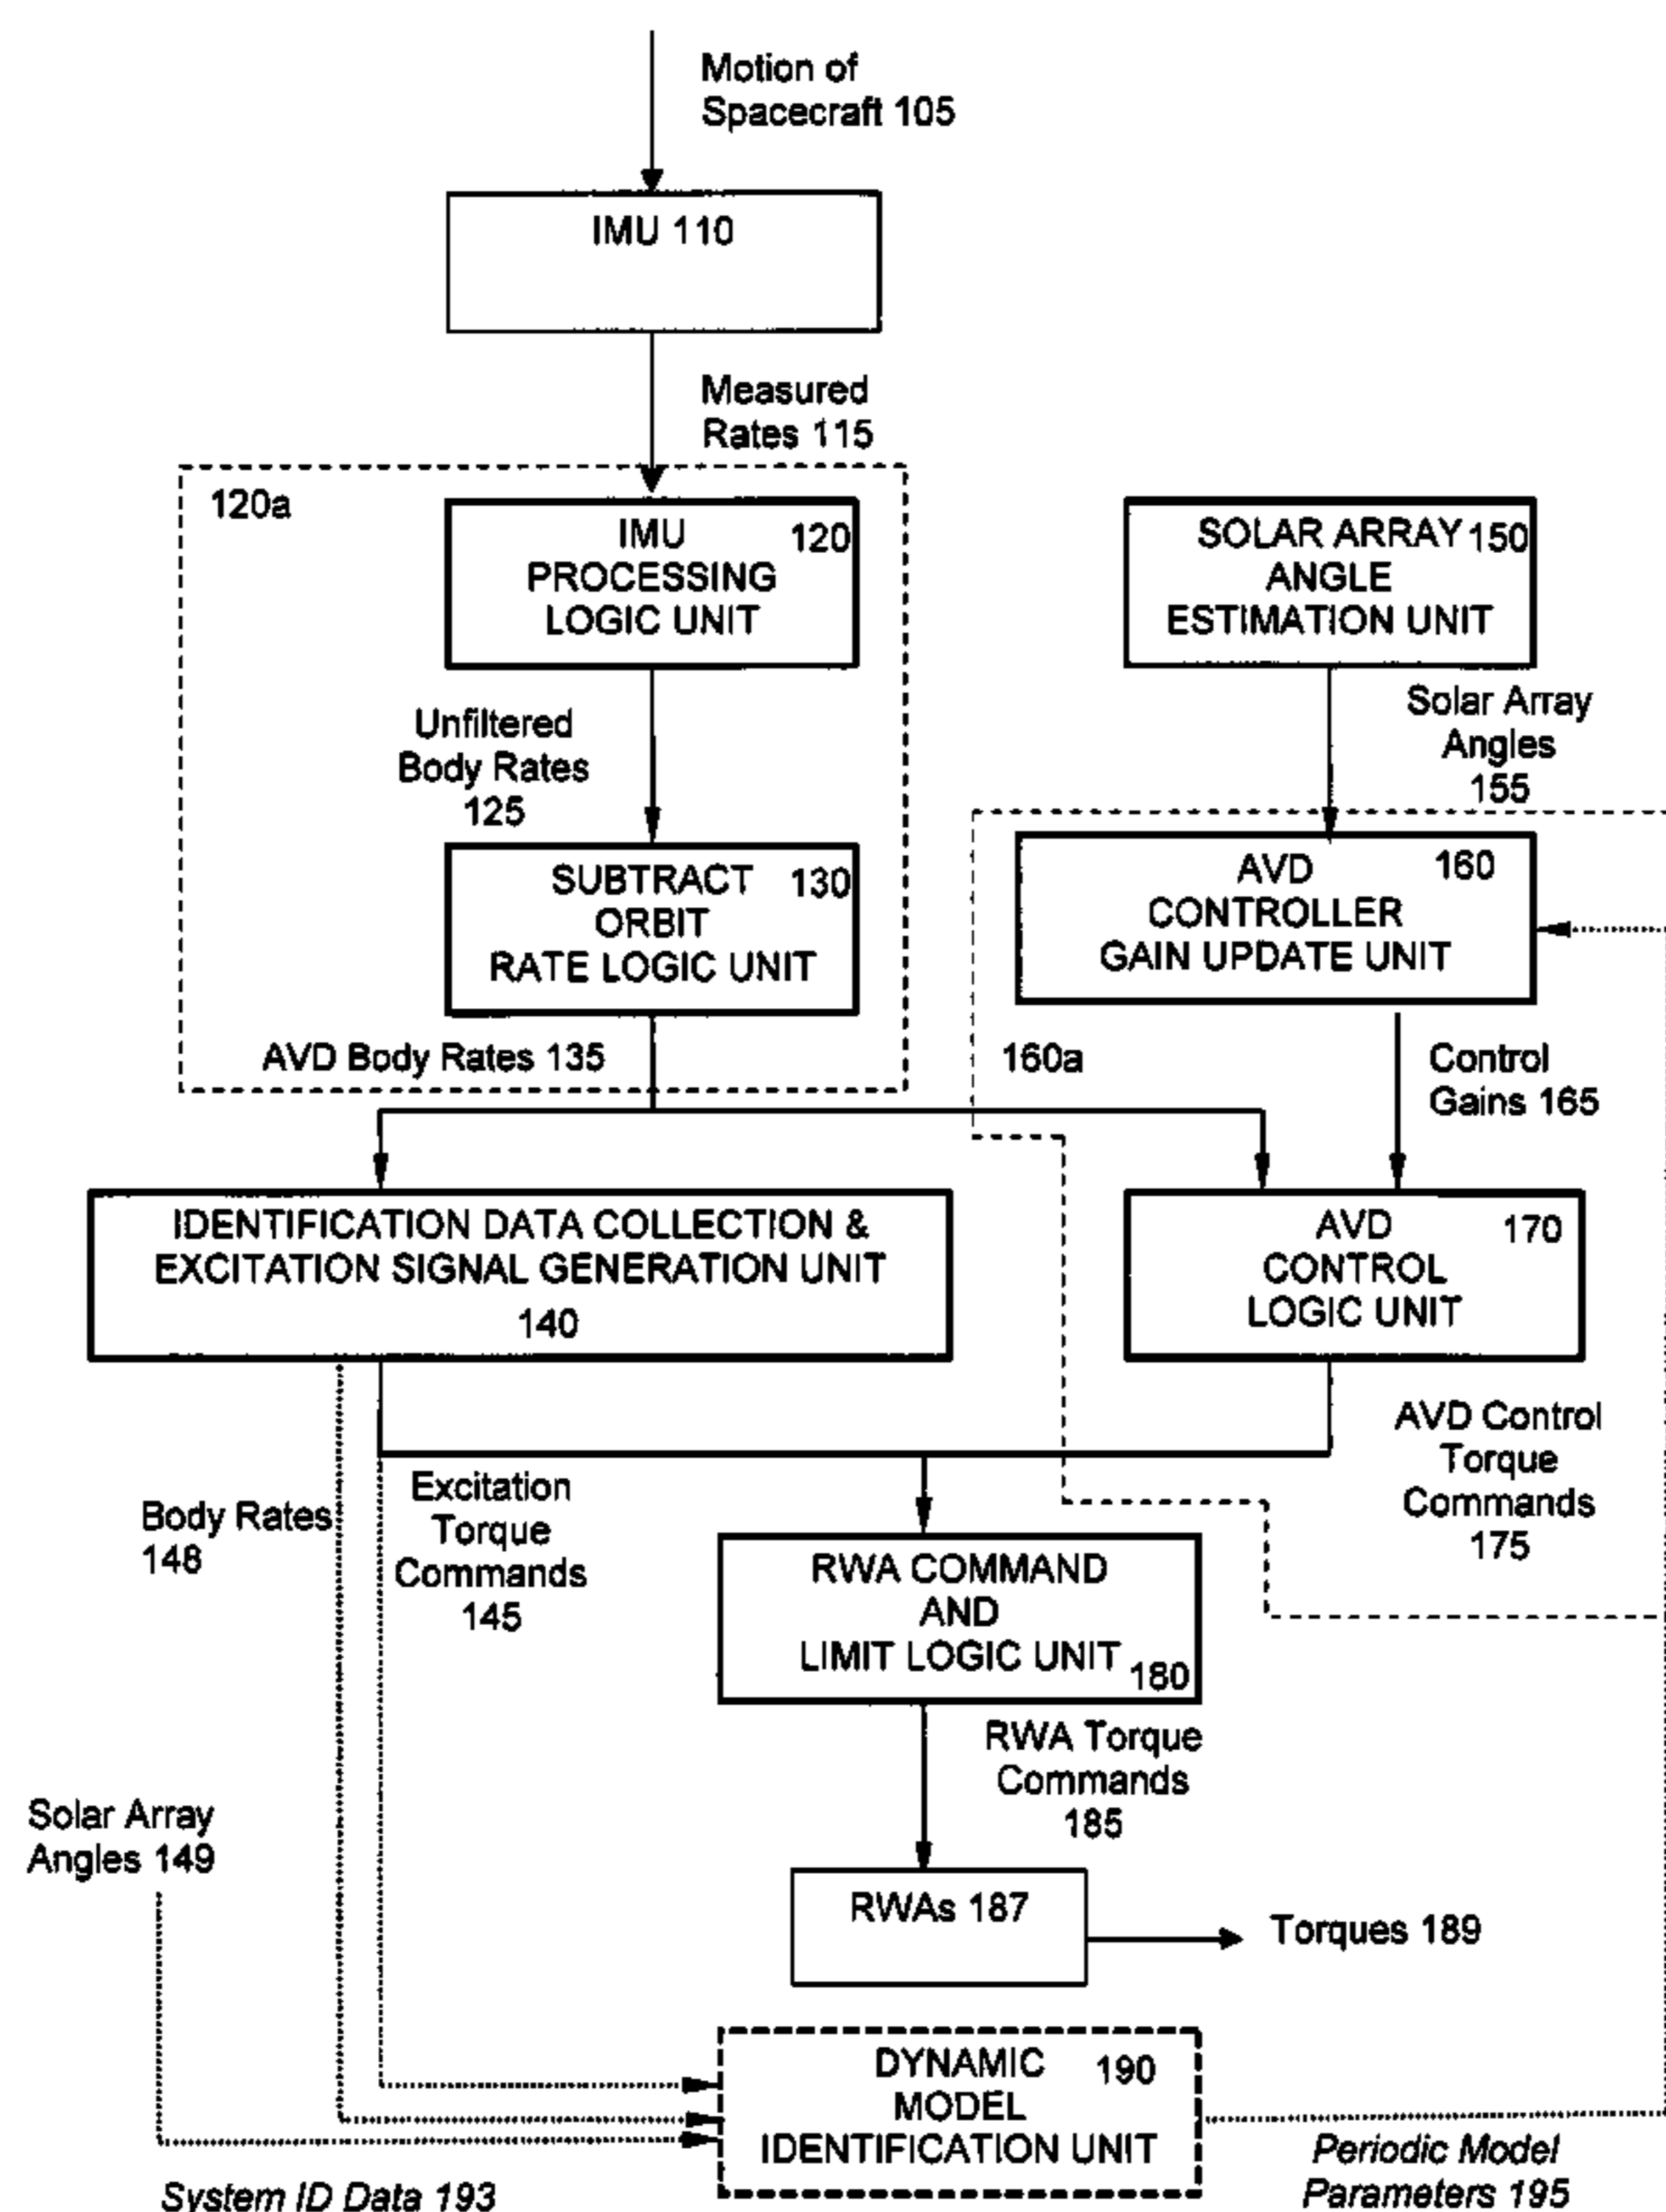 Motion of
Spacecraft 105
IMU 110
Measured
Rates 115
120a
IMU 120
PROCESSING
LOGIC UNIT
SOLAR ARRAY 150
ANGLE
ESTIMATION UNIT
Unfiltered
Body Rates
125
Solar Array
Angles
155
SUBTRACT 130
ORBIT
RATE LOGIC UNIT
AVD 160
CONTROLLER
GAIN UPDATE UNIT
AVD Body Rates 135
160a
Control
Gains 165
IDENTIFICATION DATA COLLECTION &
EXCITATION SIGNAL GENERATION UNIT
140
AVD 170
CONTROL
LOGIC UNIT
AVD Control
Torque
Commands
175
Body Rates
148
Excitation
Torque
Commands
145
RWA COMMAND
AND
LIMIT LOGIC UNIT 180
RWA Torque
Commands
185
Solar Array
Angles 149
RWAs 187
Torques 189
DYNAMIC 190
MODEL
IDENTIFICATION UNIT
System ID Data 193
Periodic Model
Parameters 195